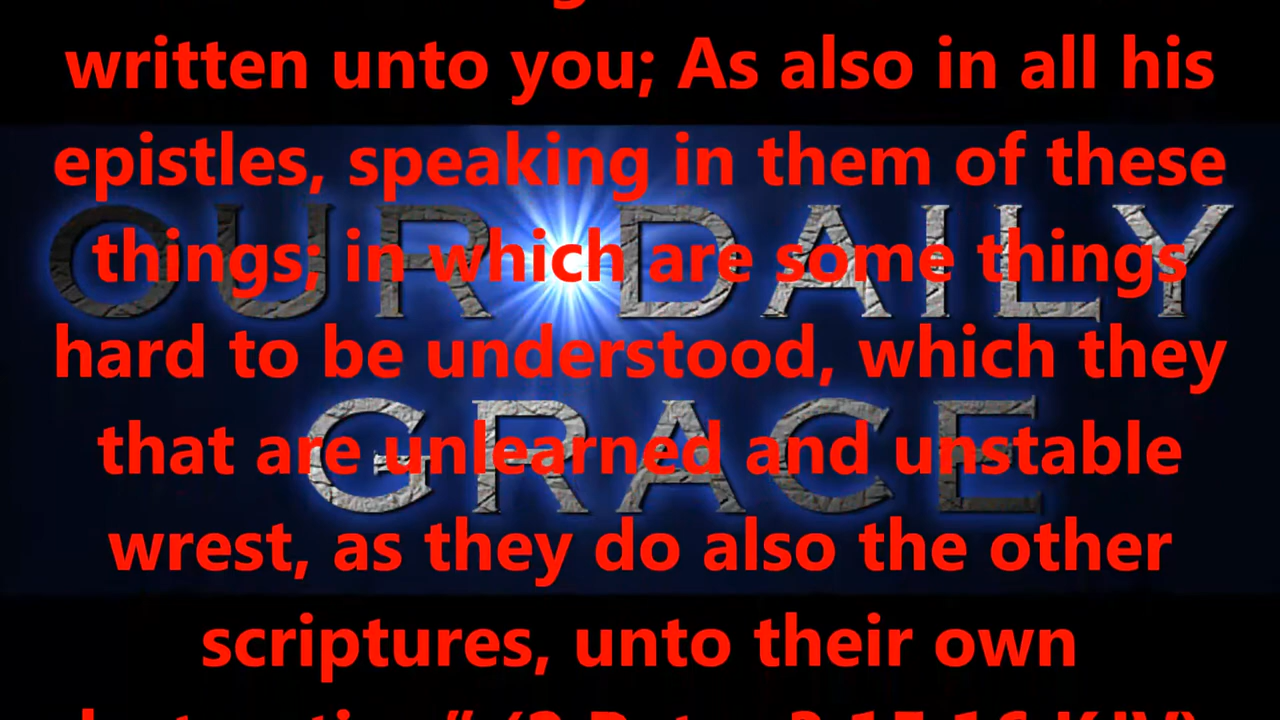 written unto you; As also in all his
epistles, speaking in them of these
things; in which are some things
hard to be understood, which they
that are unlearned and unstable
wrest, as they do also the other
scriptures, unto their own
OUR DAILY
GRACE